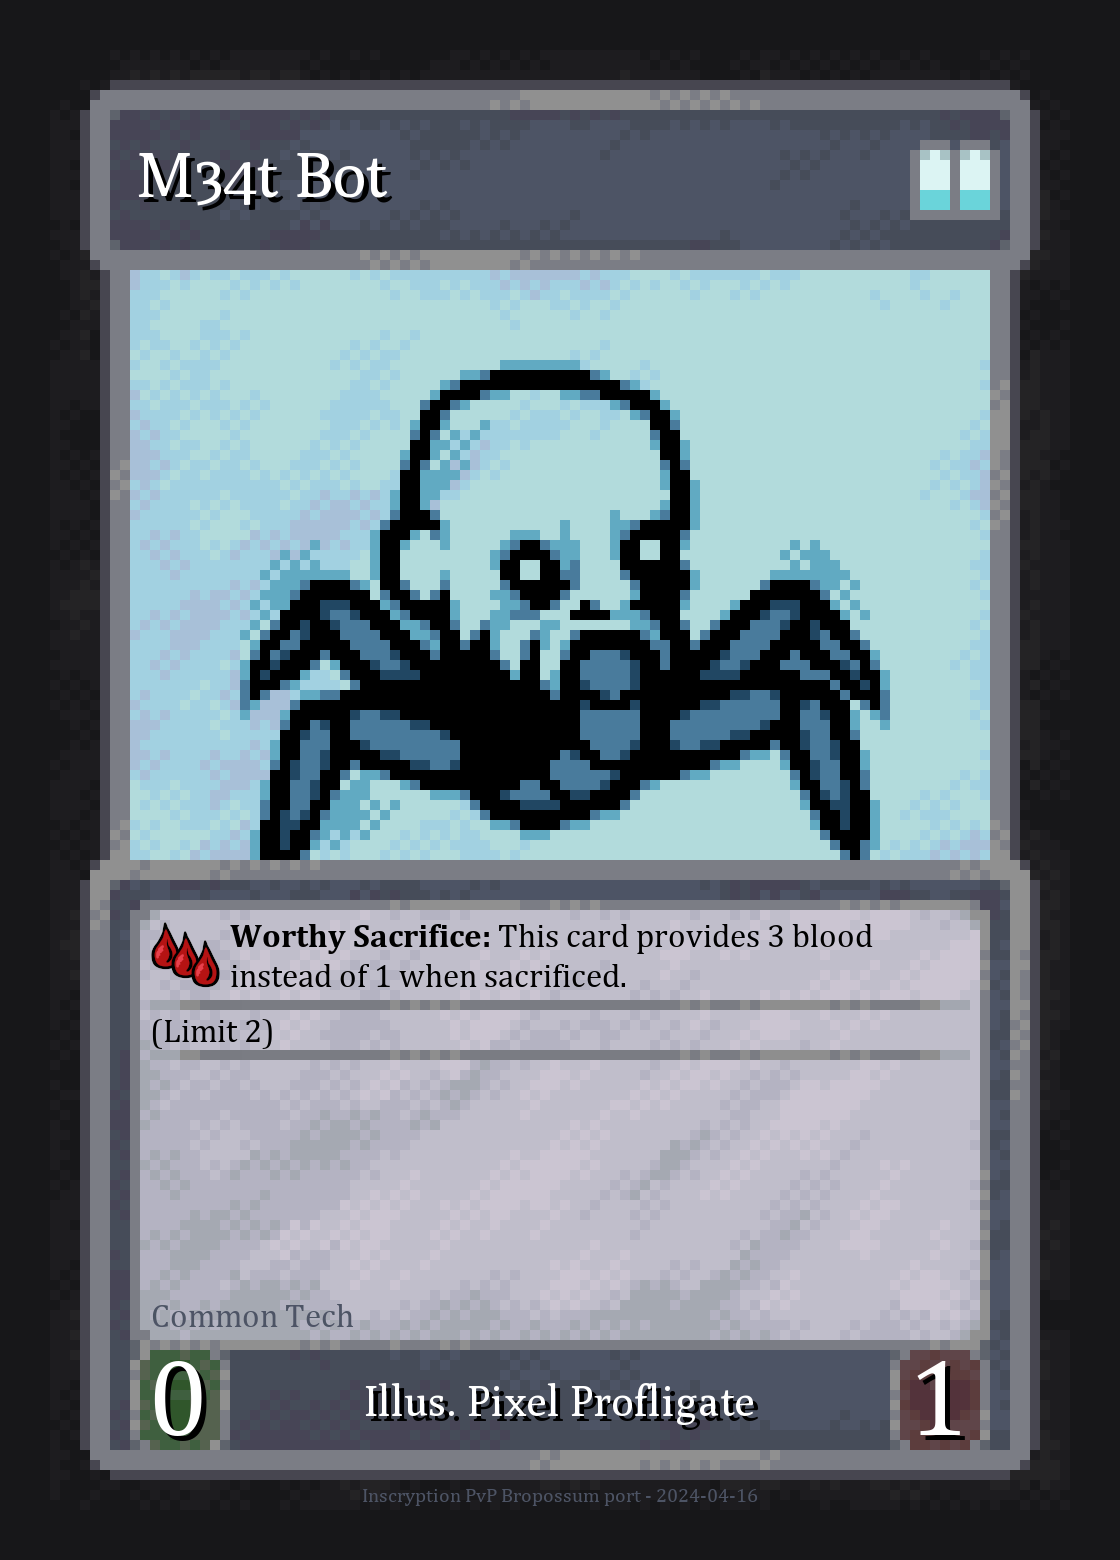 M34t Bot
Worthy Sacrifice: This card provides 3 blood
instead of 1 when sacrificed.
(Limit 2)
Common Tech
0
Illus. Pixel Profligate
1
Inscryption PvP Bropossum port - 2024-04-16